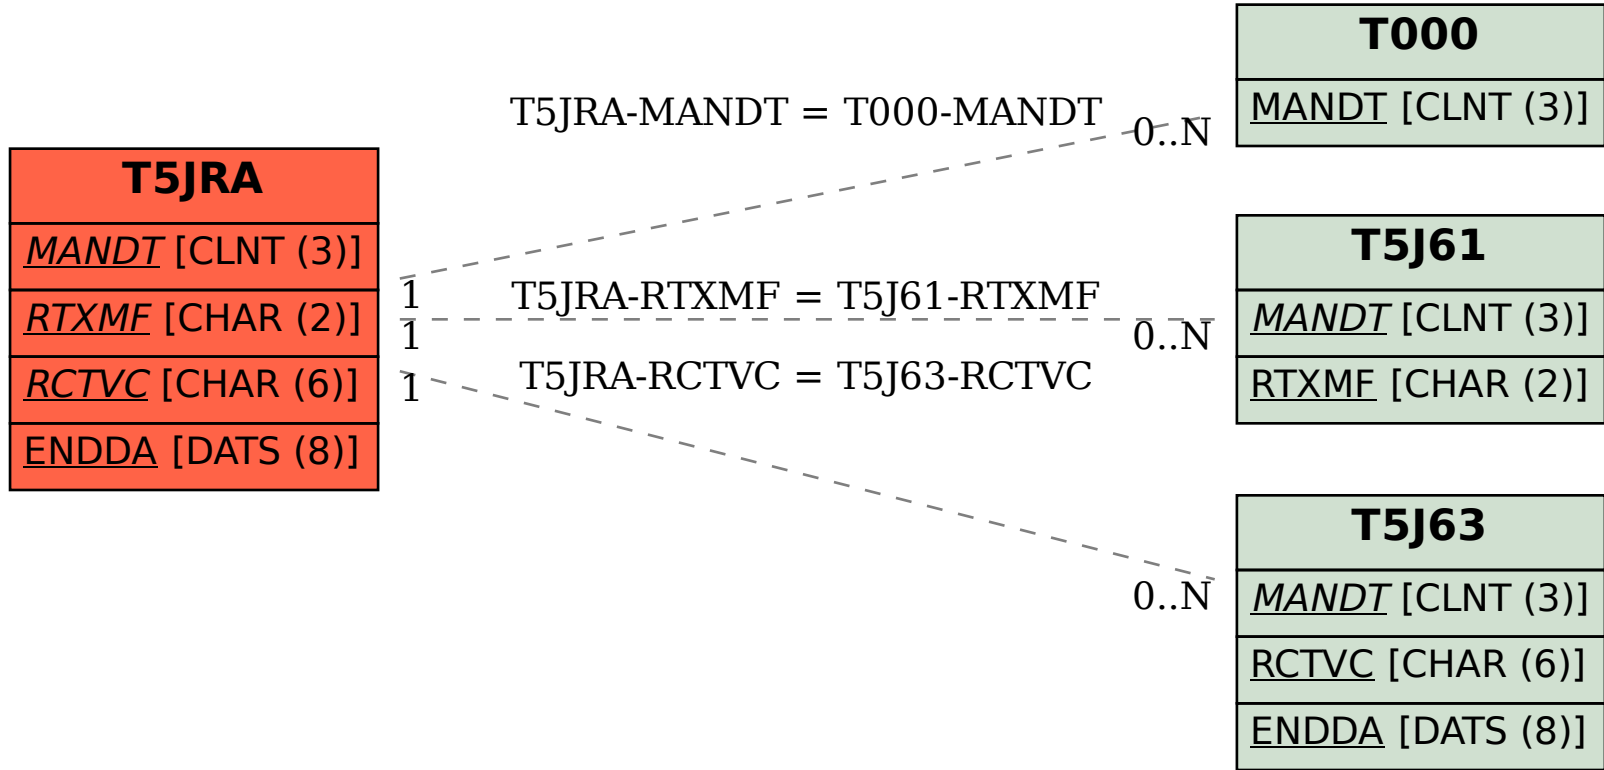 T5JRA
MANDT [CLNT (3)]
RTXMF [CHAR (2)]
RCTVC [CHAR (6)]
ENDDA [DATS (8)]
T5JRA-MANDT = T000-MANDT
0..N
1
T5JRA-RTXMF = T5J61-RTXMF
1
0..N
T5JRA-RCTVC = T5J63-RCTVC
1
0..N
T000
MANDT [CLNT (3)]
T5J61
MANDT [CLNT (3)]
RTXMF [CHAR (2)]
T5J63
MANDT [CLNT (3)]
RCTVC [CHAR (6)]
ENDDA [DATS (8)]